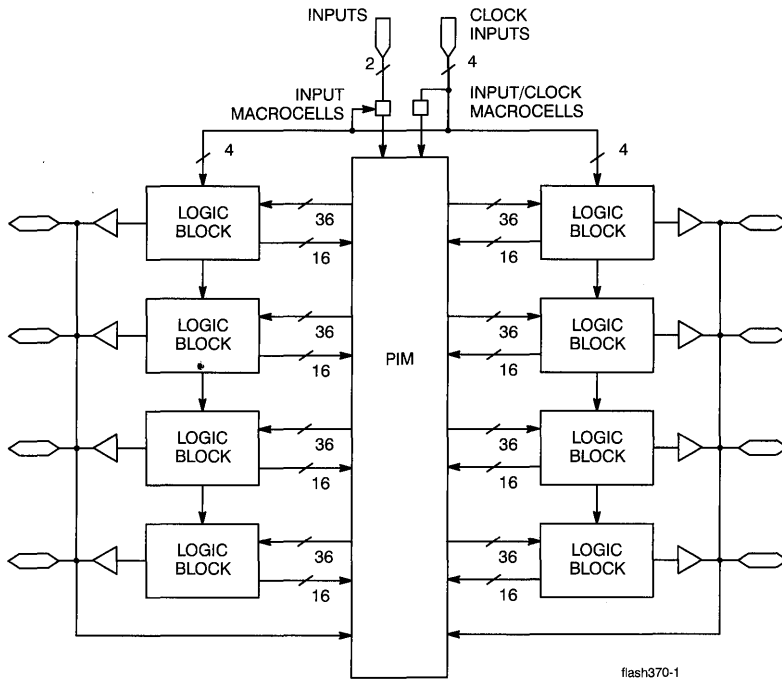 INPUTS
CLOCK
INPUTS
2
4
INPUT
MACROCELLS
INPUT/CLOCK
MACROCELLS
4
4
LOGIC
BLOCK
36
16
36
16
LOGIC
BLOCK
LOGIC
BLOCK
36
16
PIM
36
16
LOGIC
BLOCK
LOGIC
BLOCK
36
16
36
16
LOGIC
BLOCK
LOGIC
BLOCK
36
16
36
16
LOGIC
BLOCK
flash370-1